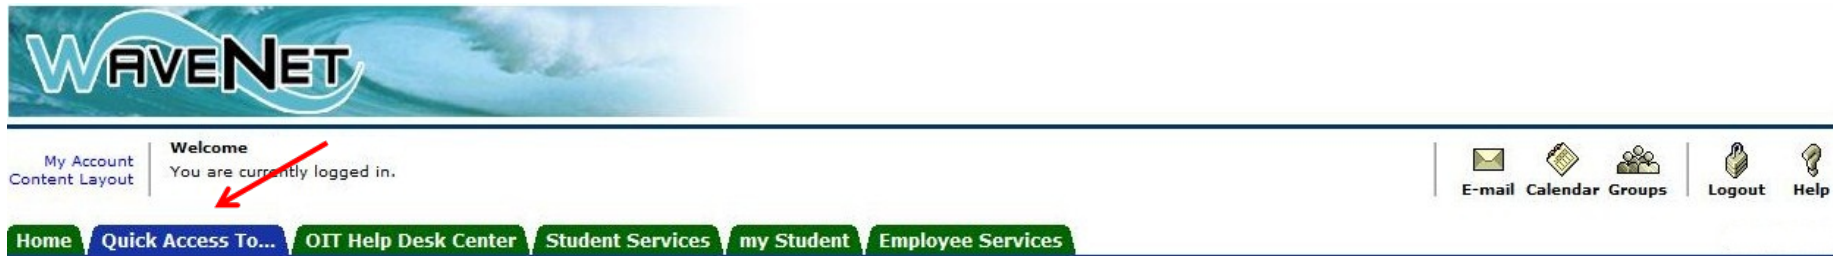 WAVENET
My Account
Content Layout
Welcome
You are currently logged in.
E-mail Calendar Groups Logout Help
Home Quick Access To... OIT Help Desk Center Student Services my Student Employee Services